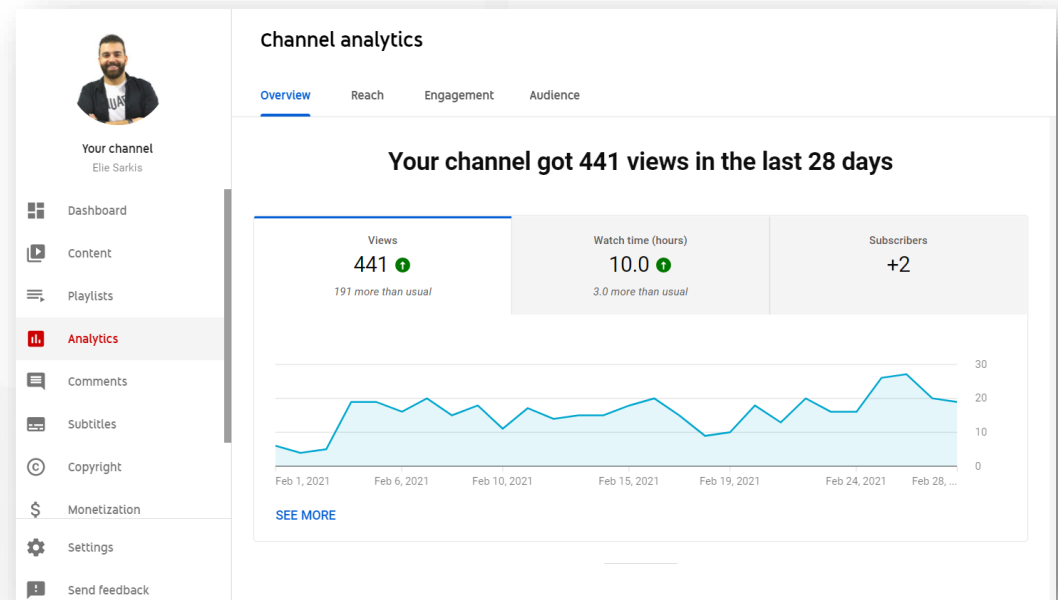 Channel analytics
Overview Reach Engagement Audience
Your channel
Elie Sarkis
Dashboard
Content
Playlists
Analytics
Comments
Subtitles
Copyright
Monetization
Settings
Send feedback
Your channel got 441 views in the last 28 days
Views
441
191 more than usual
Watch time (hours)
10.0
3.0 more than usual
Subscribers
+2
30
20
10
0
Feb 1, 2021 Feb 6, 2021 Feb 10, 2021 Feb 15, 2021 Feb 19, 2021 Feb 24, 2021 Feb 28, ...
SEE MORE